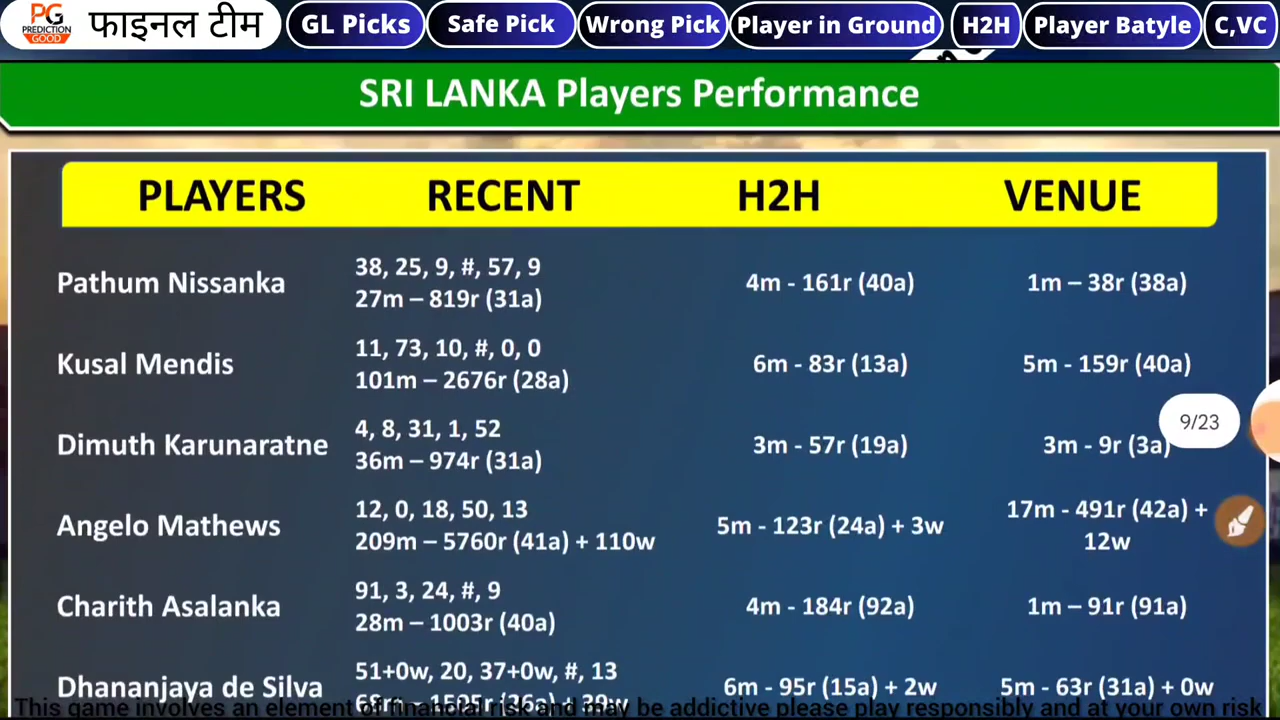 PG PREDICTION GOOD फाइनल टीम GL Picks Safe Pick Wrong Pick Player in Ground H2H Player Batyle C,VC
SRI LANKA Players Performance
PLAYERS RECENT H2H VENUE
Pathum Nissanka 38, 25, 9, #, 57, 9 4m - 161r (40a) 1m – 38r (38a)
27m – 819r (31a)
Kusal Mendis 11, 73, 10, #, 0, 0 6m - 83r (13a) 5m - 159r (40a)
101m – 2676r (28a)
9/23
Dimuth Karunaratne 4, 8, 31, 1, 52 3m - 57r (19a) 3m - 9r (3a)
36m – 974r (31a)
Angelo Mathews 12, 0, 18, 50, 13 5m - 123r (24a) + 3w 17m - 491r (42a) +
209m – 5760r (41a) + 110w 12w
Charith Asalanka 91, 3, 24, #, 9 4m - 184r (92a) 1m – 91r (91a)
28m – 1003r (40a)
Dhananjaya de Silva 51+0w, 20, 37+0w, #, 13 6m - 95r (15a) + 2w 5m - 63r (31a) + 0w
This game involves an element of financial risk and may be addictive please play responsibly and at your own risk